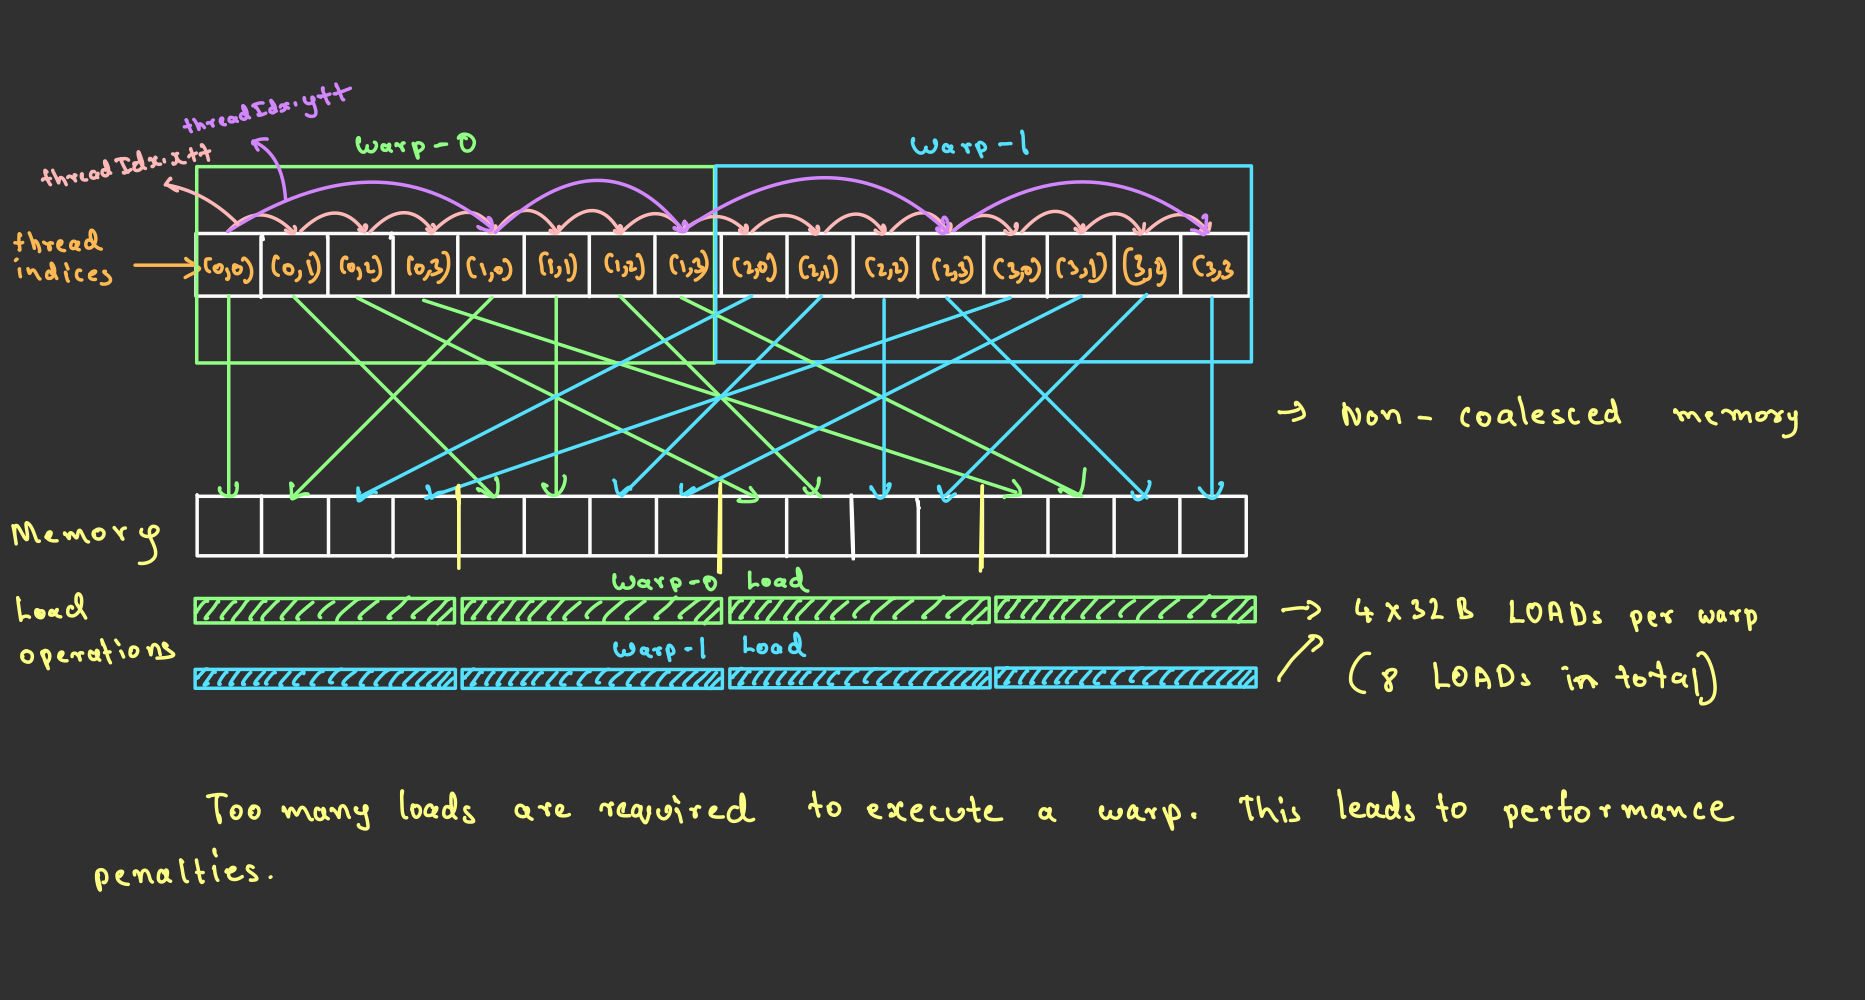 threadIdx.y++
threadIdx.x++
Warp-0
Warp-1
thread
indices
(0,0) (0,1) (0,2) (0,3) (1,0) (1,1) (1,2) (1,3) (2,0) (2,1) (2,2) (2,3) (3,0) (3,1) (3,2) (3,3
→ Non-coalesced memory
Memory
Warp-0 Load
Load
operations
→ 4×32 B LOADs per warp
Warp-1 Load
(8 LOADs in total)
Too many loads are required to execute a warp. This leads to performance
penalties.